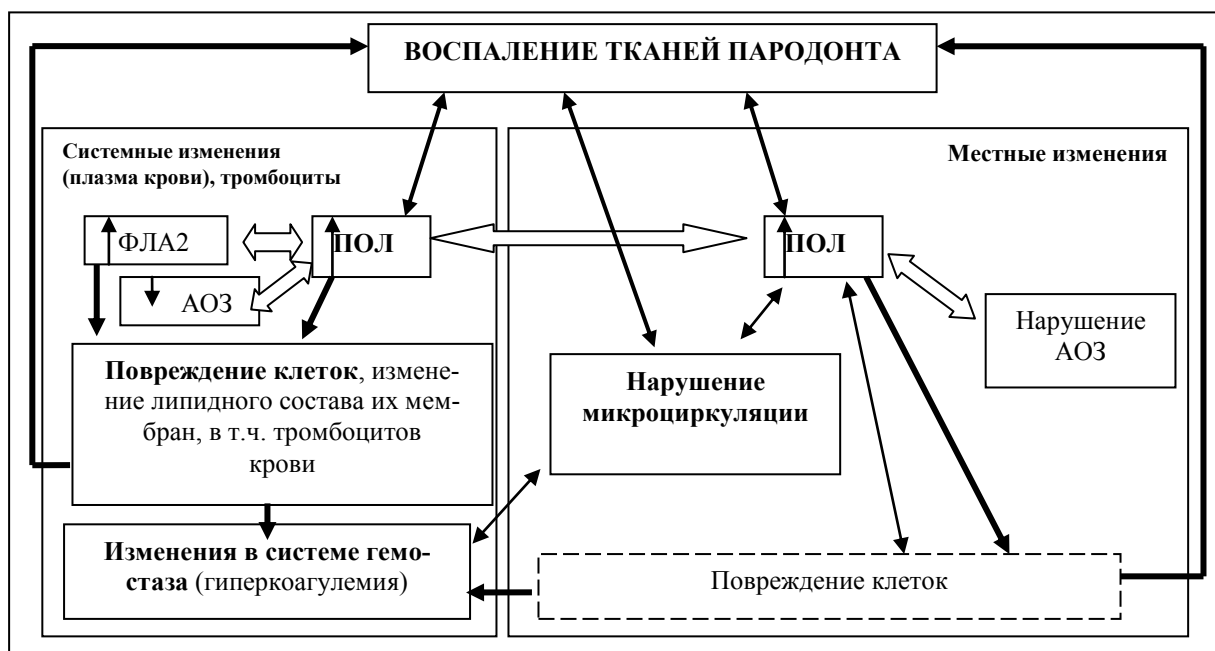 ВОСПАЛЕНИЕ ТКАНЕЙ ПАРОДОНТА
Системные изменения
(плазма крови), тромбоциты
ФЛА2
ПОЛ
АОЗ
Повреждение клеток, измене-
ние липидного состава их мем-
бран, в т.ч. тромбоцитов
крови
Изменения в системе гемо-
стаза (гиперкоагулемия)
Местные изменения
ПОЛ
Нарушение
АОЗ
Нарушение
микроциркуляции
Повреждение клеток